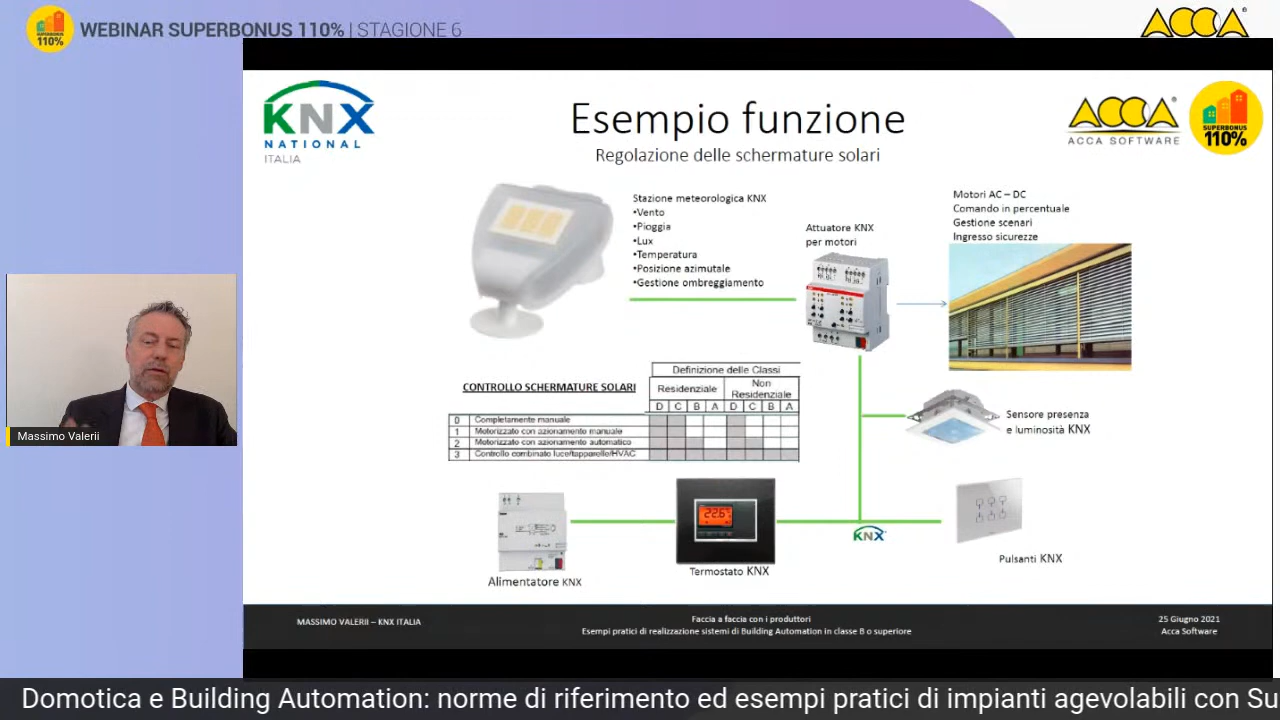 WEBINAR SUPERBONUS 110% | STAGIONE 6
SUPERBONUS
110%
ACCA
KNX
NATIONAL
ITALIA
Esempio funzione
Regolazione delle schermature solari
ACCA
ACCA SOFTWARE
SUPERBONUS
110%
Stazione meteorologica KNX
•Vento
•Pioggia
•Lux
•Temperatura
•Posizione azimutale
•Gestione ombreggiamento
Attuatore KNX
per motori
Motori AC – DC
Comando in percentuale
Gestione scenari
Ingresso sicurezze
CONTROLLO SCHERMATURE SOLARI
Definizione delle Classi
Residenziale
Non
Residenziale
D C B A D C B A
0 Completamente manuale
1 Motorizzato con azionamento manuale
2 Motorizzato con azionamento automatico
3 Controllo combinato luce/tapparelle/HVAC
Sensore presenza
e luminosità KNX
Massimo Valerii
22.6
KNX
Alimentatore KNX
Termostato KNX
Pulsanti KNX
MASSIMO VALERII – KNX ITALIA
Faccia a faccia con i produttori
Esempi pratici di realizzazione sistemi di Building Automation in classe B o superiore
25 Giugno 2021
Acca Software
Domotica e Building Automation: norme di riferimento ed esempi pratici di impianti agevolabili con Su